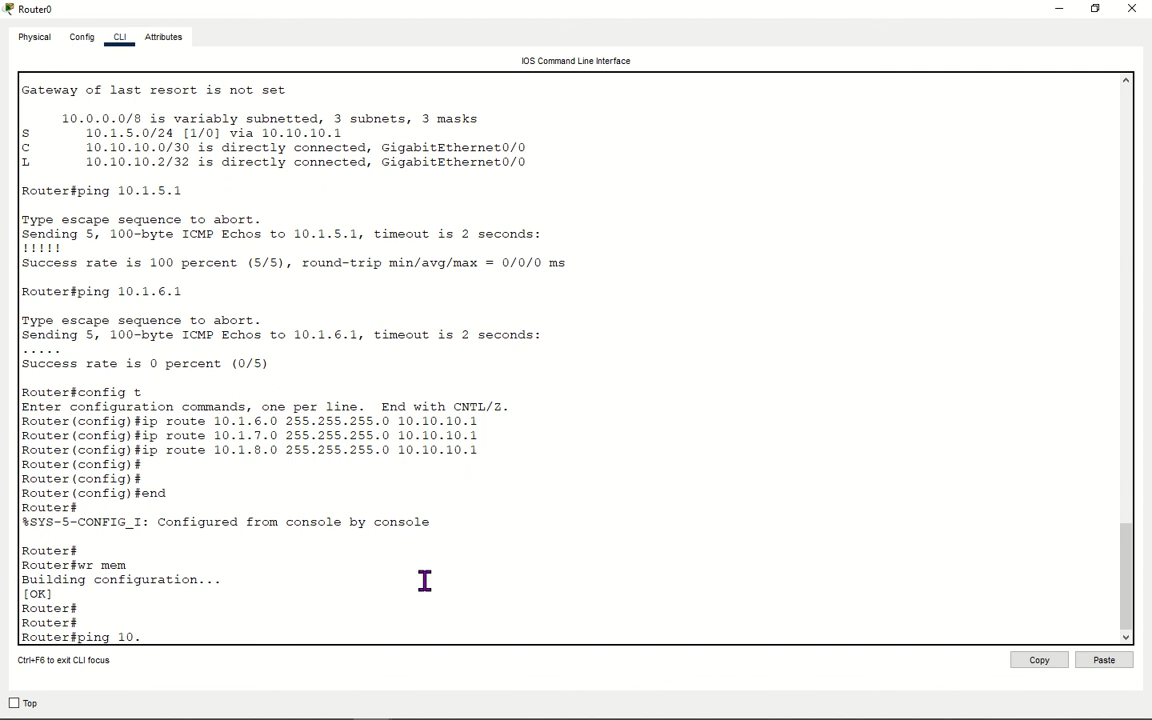 Router0
Physical Config CLI Attributes
IOS Command Line Interface
Gateway of last resort is not set
10.0.0.0/8 is variably subnetted, 3 subnets, 3 masks
S 10.1.5.0/24 [1/0] via 10.10.10.1
C 10.10.10.0/30 is directly connected, GigabitEthernet0/0
L 10.10.10.2/32 is directly connected, GigabitEthernet0/0
Router#ping 10.1.5.1
Type escape sequence to abort.
Sending 5, 100-byte ICMP Echos to 10.1.5.1, timeout is 2 seconds:
!!!!!
Success rate is 100 percent (5/5), round-trip min/avg/max = 0/0/0 ms
Router#ping 10.1.6.1
Type escape sequence to abort.
Sending 5, 100-byte ICMP Echos to 10.1.6.1, timeout is 2 seconds:
.....
Success rate is 0 percent (0/5)
Router#config t
Enter configuration commands, one per line. End with CNTL/Z.
Router(config)#ip route 10.1.6.0 255.255.255.0 10.10.10.1
Router(config)#ip route 10.1.7.0 255.255.255.0 10.10.10.1
Router(config)#ip route 10.1.8.0 255.255.255.0 10.10.10.1
Router(config)#
Router(config)#
Router(config)#end
Router#
%SYS-5-CONFIG_I: Configured from console by console
Router#
Router#wr mem
Building configuration...
[OK]
Router#
Router#
Router#ping 10.
Ctrl+F6 to exit CLI focus
Copy Paste
Top